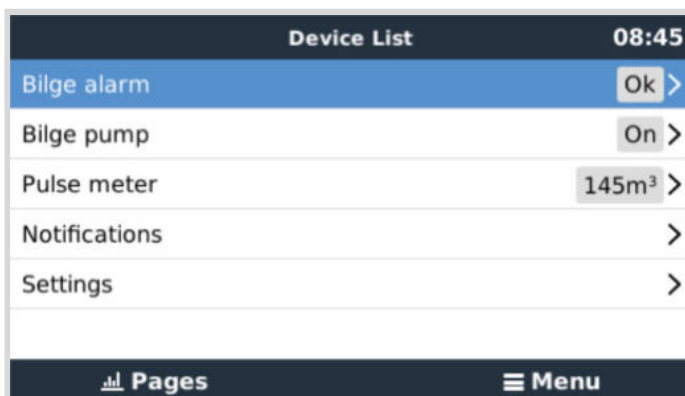 Device List 08:45
Bilge alarm Ok
Bilge pump On
Pulse meter 145m³
Notifications
Settings
Pages Menu